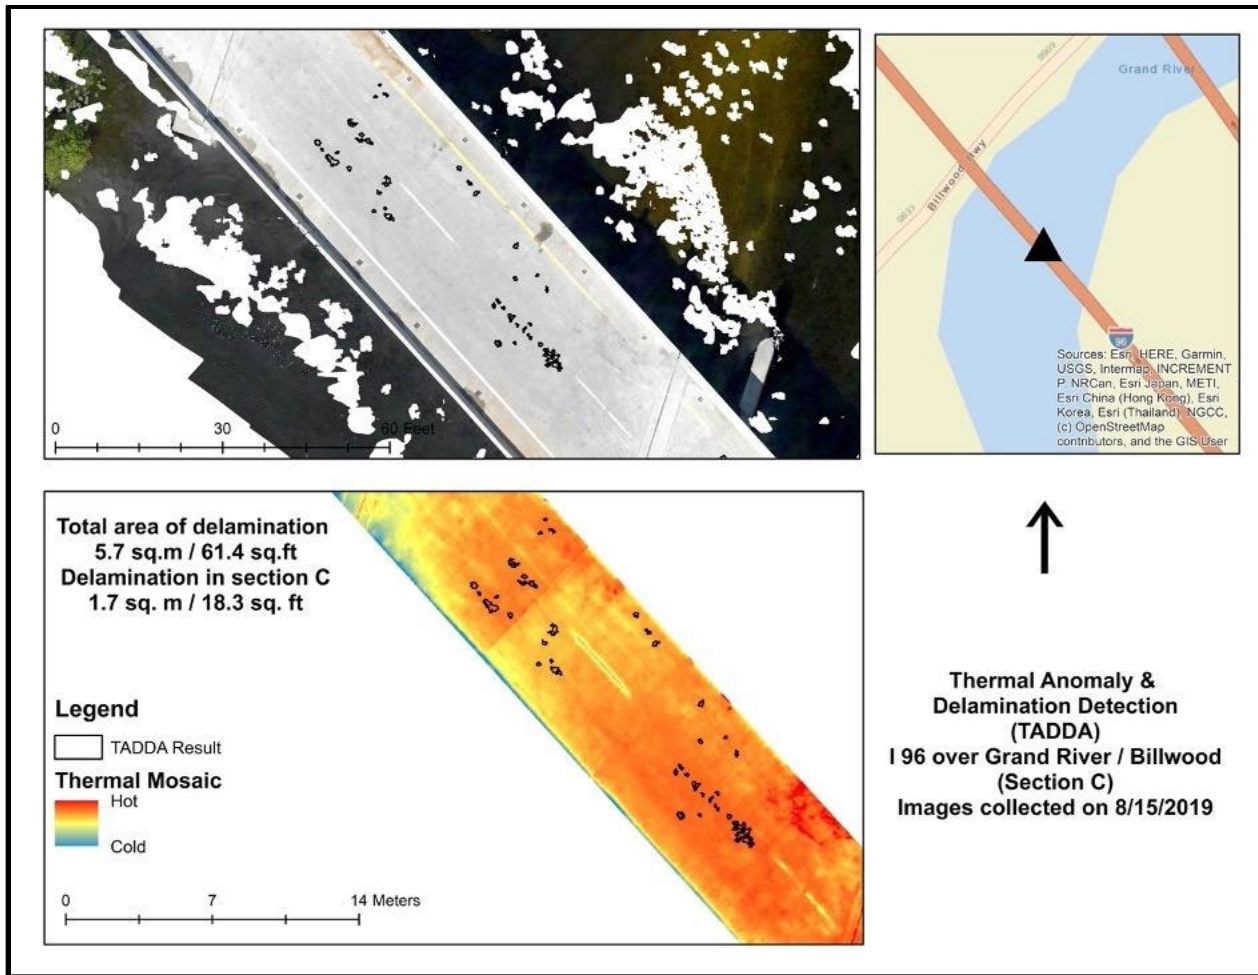 0 30 60 Feet
Grand River
9909
Billwood Hwy
9833
96
Sources: Esri, HERE, Garmin,
USGS, Intermap, INCREMENT
P, NRCan, Esri Japan, METI,
Esri China (Hong Kong), Esri
Korea, Esri (Thailand), NGCC,
(c) OpenStreetMap
contributors, and the GIS User
Total area of delamination
5.7 sq.m / 61.4 sq.ft
Delamination in section C
1.7 sq. m / 18.3 sq. ft
Legend
TADDA Result
Thermal Mosaic
Hot
Cold
0 7 14 Meters
Thermal Anomaly &
Delamination Detection
(TADDA)
I 96 over Grand River / Billwood
(Section C)
Images collected on 8/15/2019